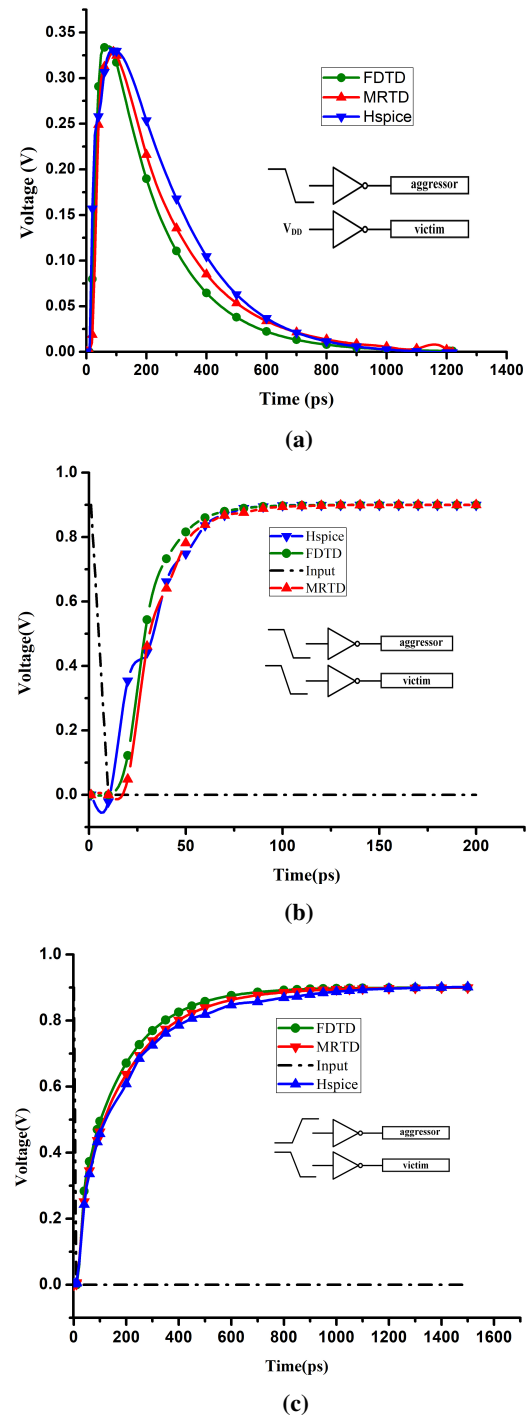 0.35
0.30
0.25
0.20
0.15
0.10
0.05
0.00
Voltage (V)
FDTD
MRTD
Hspice
aggressor
VDD
victim
0 200 400 600 800 1000 1200 1400
Time (ps)
(a)
1.0
0.8
0.6
0.4
0.2
0.0
Voltage(V)
Hspice
FDTD
Input
MRTD
aggressor
victim
0 50 100 150 200
Time(ps)
(b)
1.0
0.8
0.6
0.4
0.2
0.0
Voltage(V)
FDTD
MRTD
Input
Hspice
aggressor
victim
0 200 400 600 800 1000 1200 1400 1600
Time(ps)
(c)